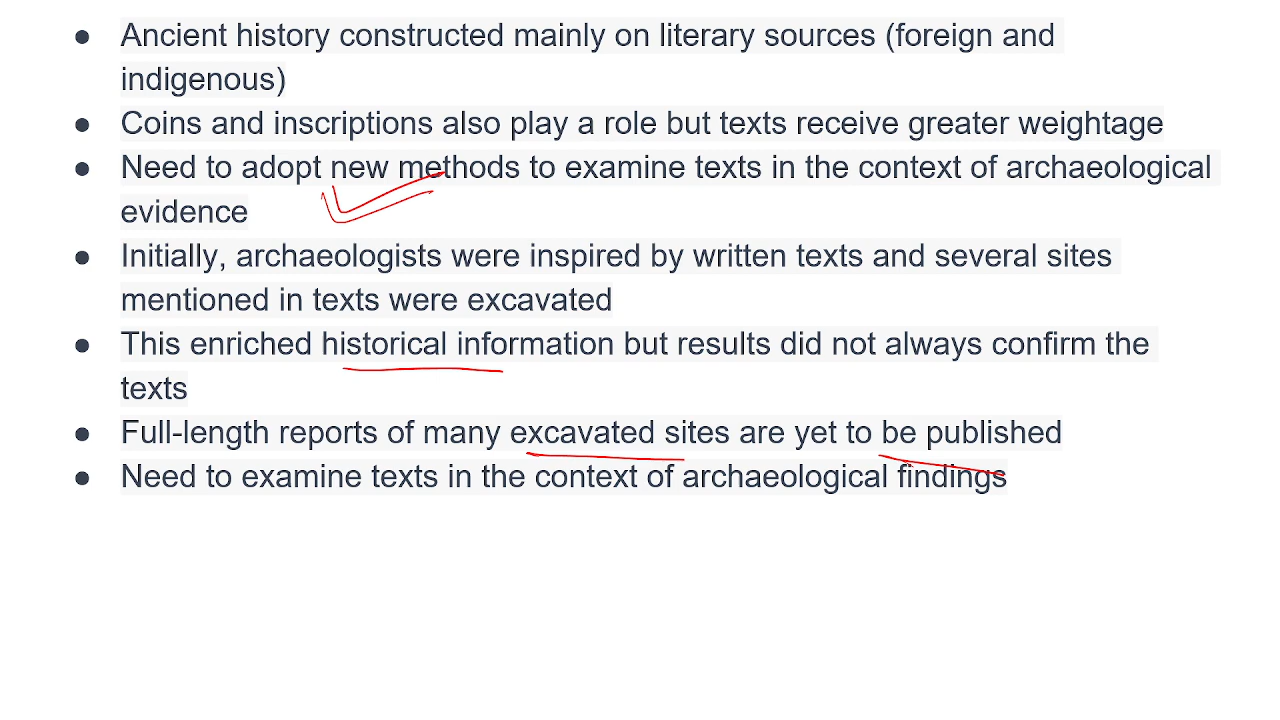 ● Ancient history constructed mainly on literary sources (foreign and
indigenous)
● Coins and inscriptions also play a role but texts receive greater weightage
● Need to adopt new methods to examine texts in the context of archaeological
evidence
● Initially, archaeologists were inspired by written texts and several sites
mentioned in texts were excavated
● This enriched historical information but results did not always confirm the
texts
● Full-length reports of many excavated sites are yet to be published
● Need to examine texts in the context of archaeological findings